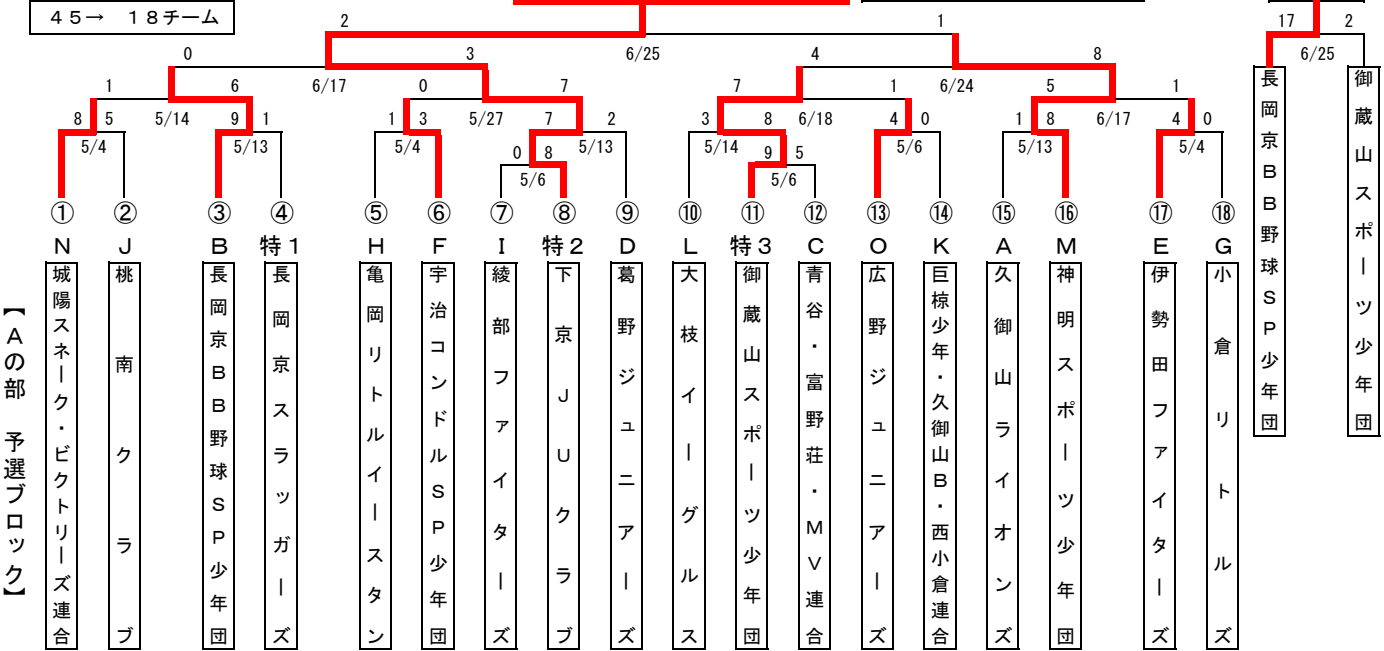 ４５→　１８チーム
2 1 17 2
6/25 6/25
0 3 4 8
6/17 6/24
1 6 0 7 7 1 5 1
5/14 5/27 6/18 6/17
8 5 9 1 1 3 7 2 3 8 4 0 1 8 4 0
5/4 5/13 5/4 5/13 5/14 5/6 5/13 5/4
0 8 9 5
5/6 5/6
① ② ③ ④ ⑤ ⑥ ⑦ ⑧ ⑨ ⑩ ⑪ ⑫ ⑬ ⑭ ⑮ ⑯ ⑰ ⑱
N J B 特1 H F I 特2 D L 特3 C O K A M E G
【Aの部　予選ブロック】
城陽スネーク・ビクトリーズ連合
桃南クラブ
長岡京BB野球SP少年団
長岡京スラッガーズ
亀岡リトルイースタン
宇治コンドルSP少年団
綾部ファイターズ
下京JUクラブ
葛野ジュニアーズ
大枝イーグルス
御蔵山スポーツ少年団
青谷・富野荘・MV連合
広野ジュニアーズ
巨椋少年・久御山B・西小倉連合
久御山ライオンズ
神明スポーツ少年団
伊勢田ファイターズ
小倉リトルズ
長岡京BB野球SP少年団
御蔵山スポーツ少年団